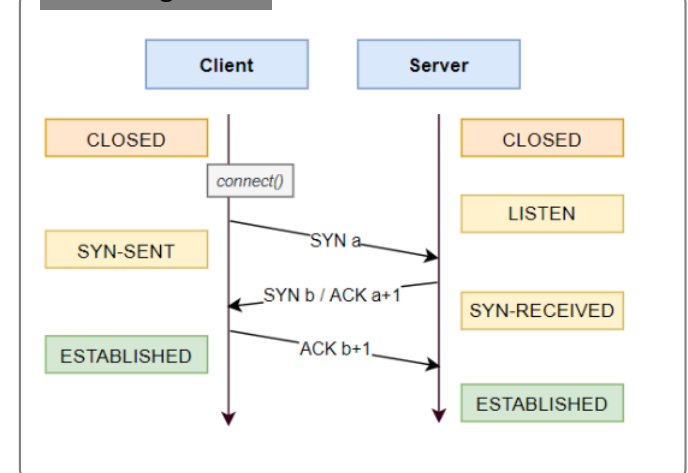 Client
Server
CLOSED
CLOSED
connect()
LISTEN
SYN a
SYN-SENT
SYN b / ACK a+1
SYN-RECEIVED
ACK b+1
ESTABLISHED
ESTABLISHED